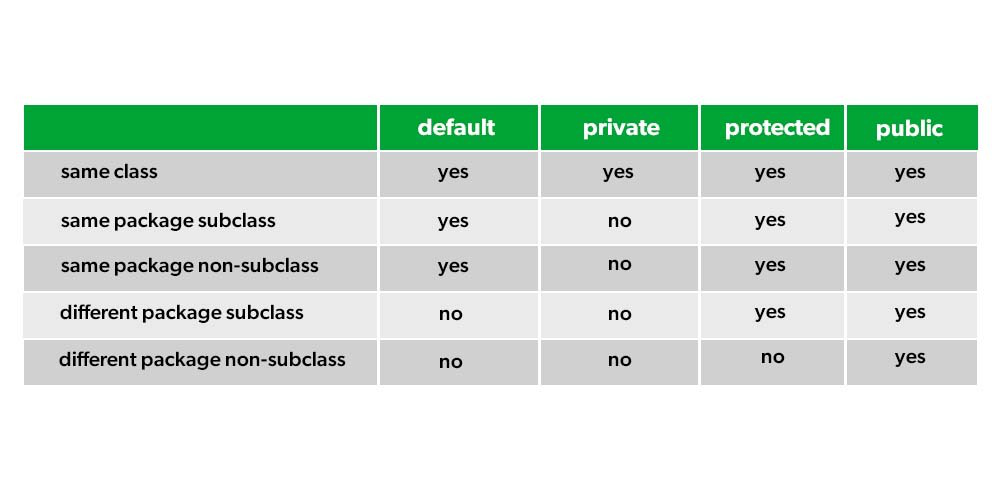 default private protected public
same class yes yes yes yes
same package subclass yes no yes yes
same package non-subclass yes no yes yes
different package subclass no no yes yes
different package non-subclass no no no yes